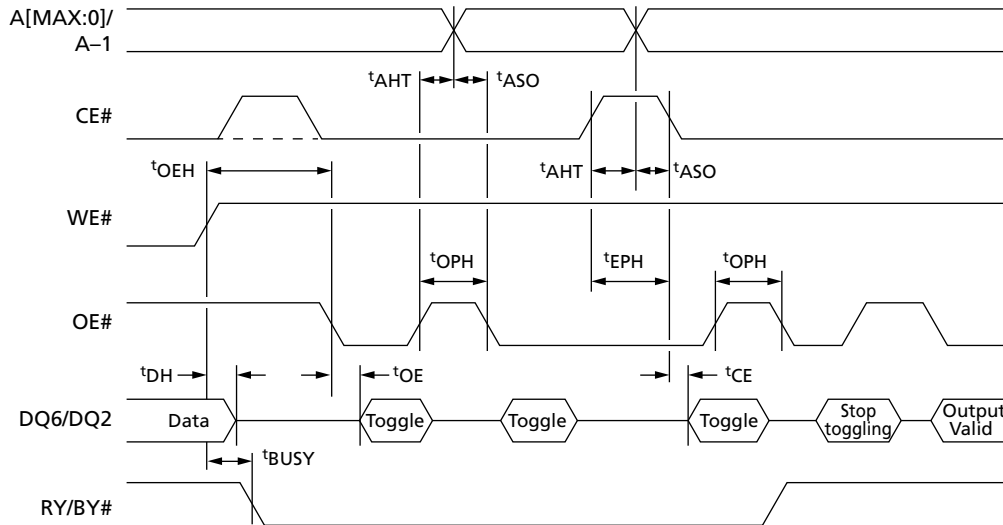 A[MAX:0]/
A–1
tAHT
tASO
CE#
tOEH
tAHT
tASO
WE#
tOPH
tEPH
tOPH
OE#
tDH
tOE
tCE
DQ6/DQ2
Data
Toggle
Toggle
Toggle
Stop
toggling
Output
Valid
tBUSY
RY/BY#